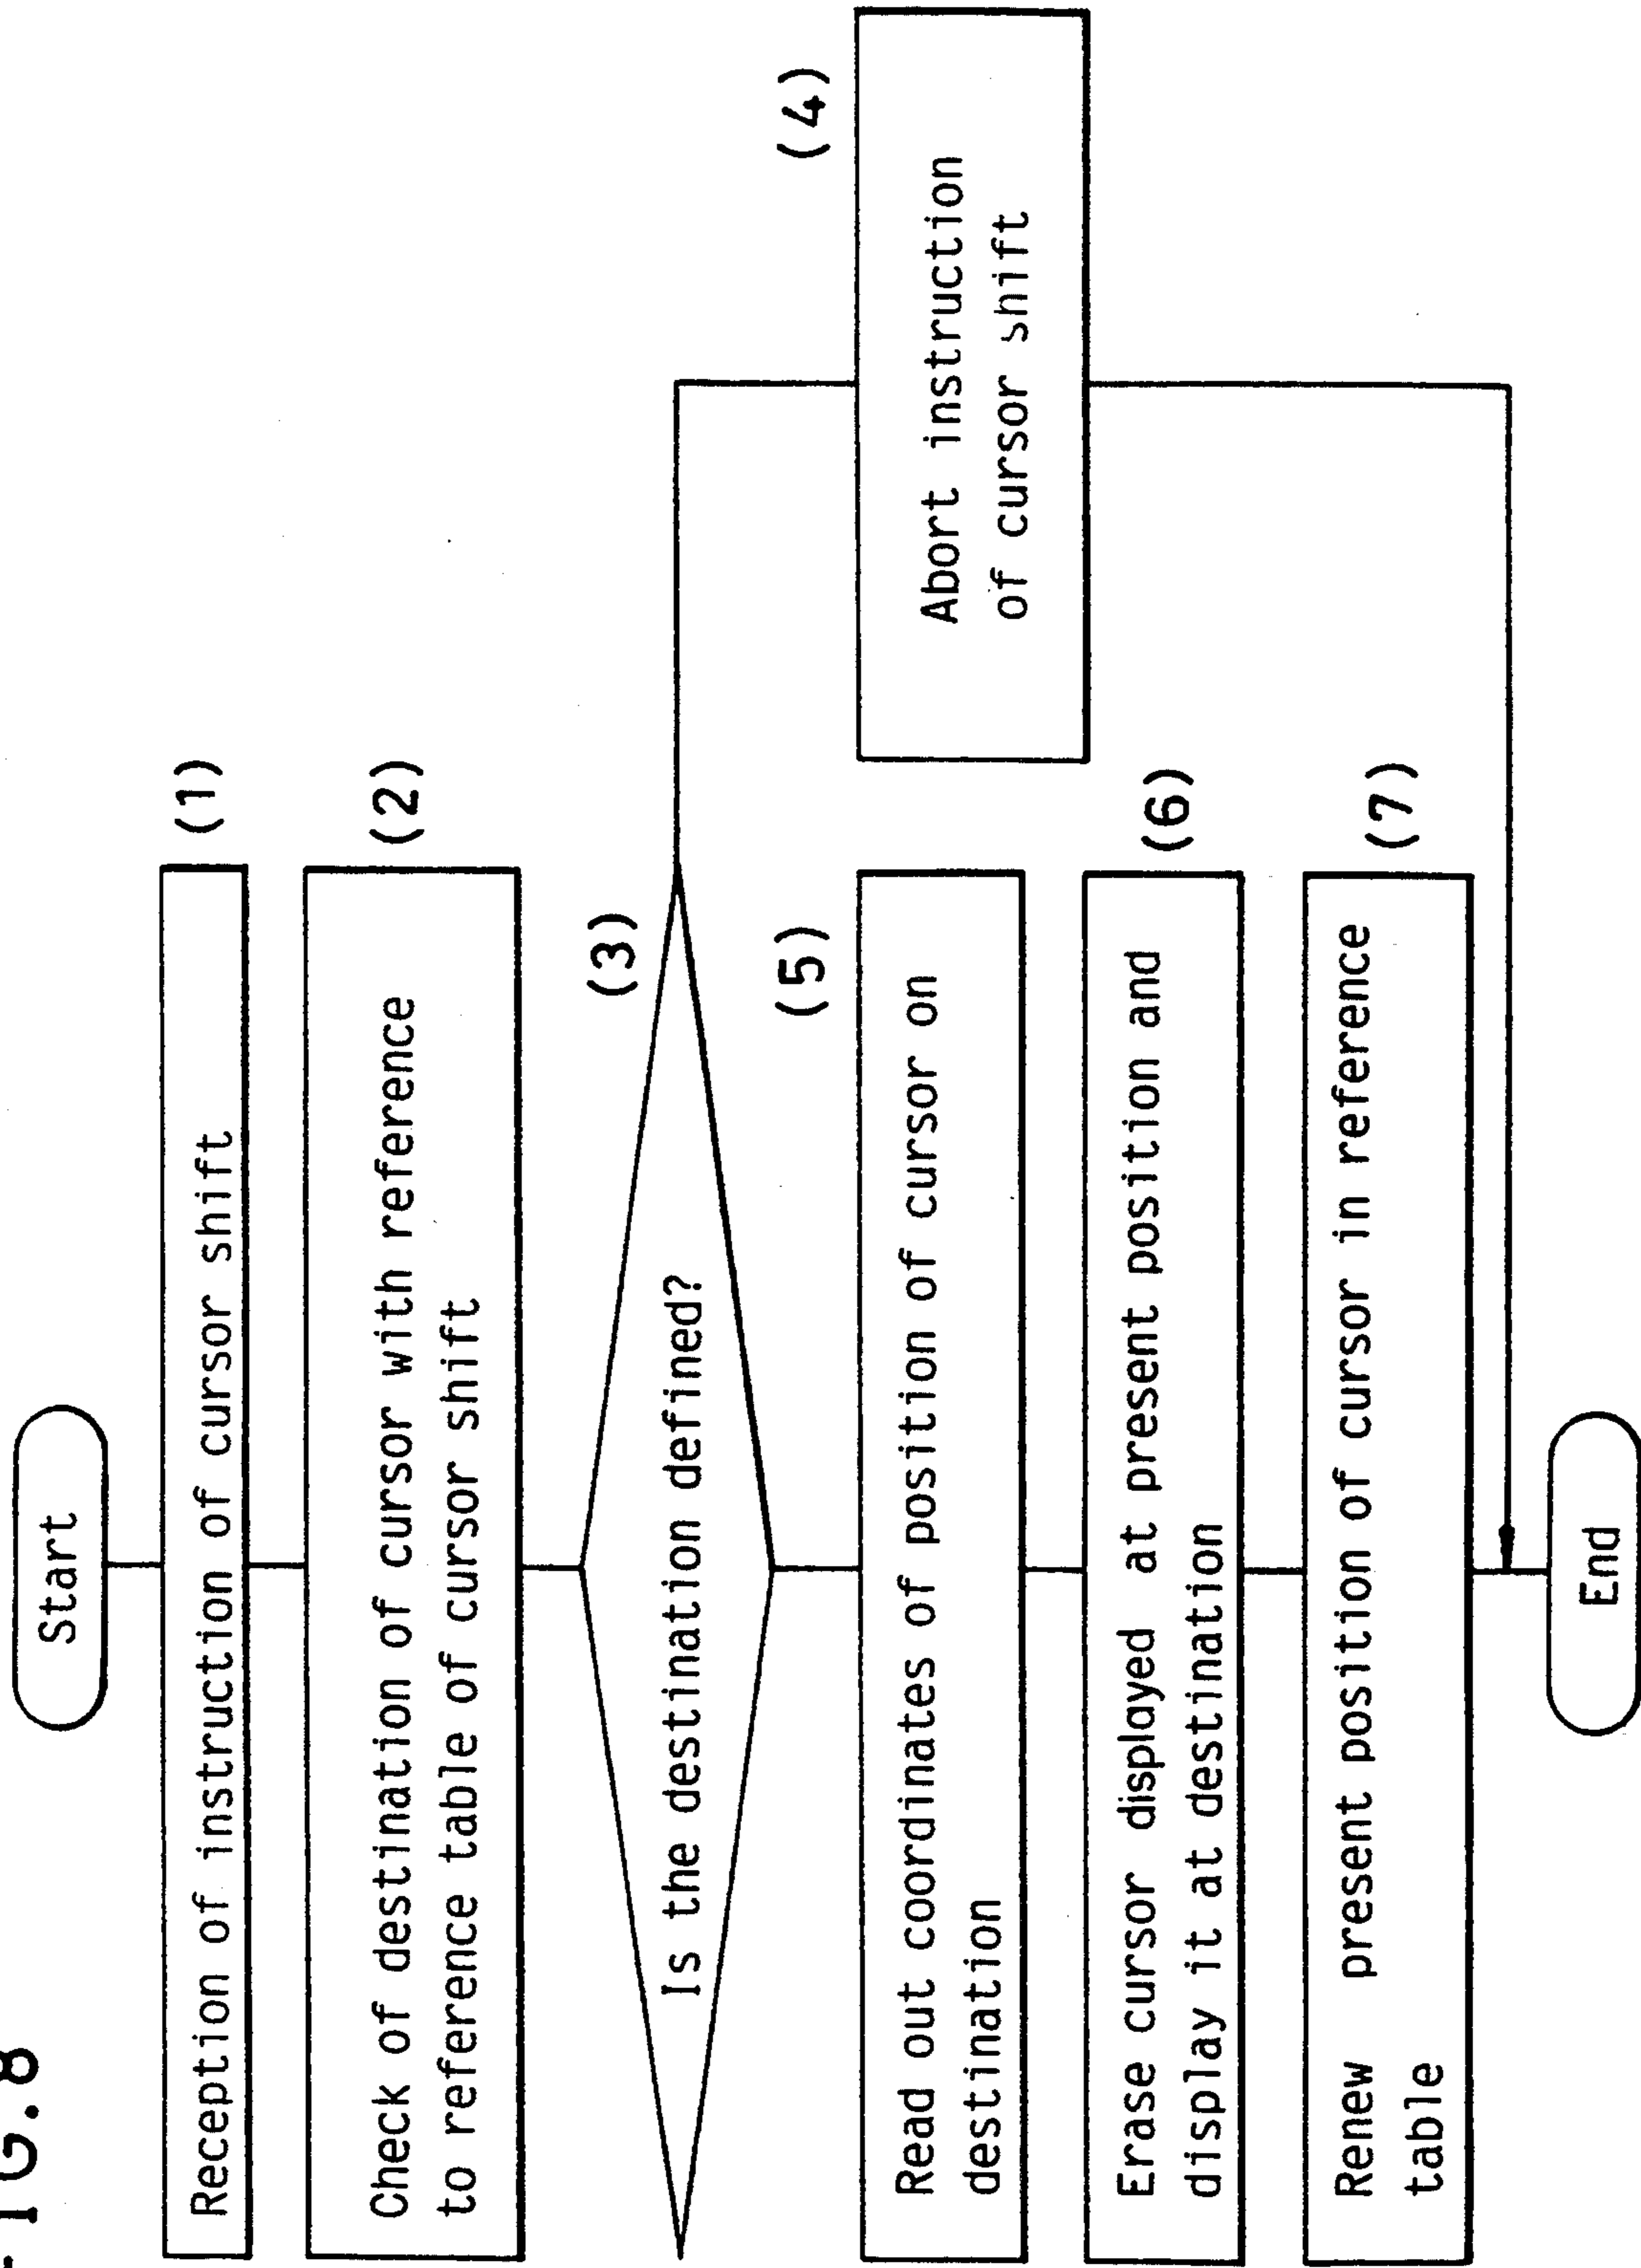 FIG.8
Start
Reception of instruction of cursor shift
(1)
Check of destination of cursor with reference
to reference table of cursor shift
(2)
Is the destination defined?
(3)
Abort instruction
of cursor shift
(4)
Read out coordinates of position of cursor on
destination
(5)
Erase cursor displayed at present position and
display it at destination
(6)
Renew present position of cursor in reference
table
(7)
End